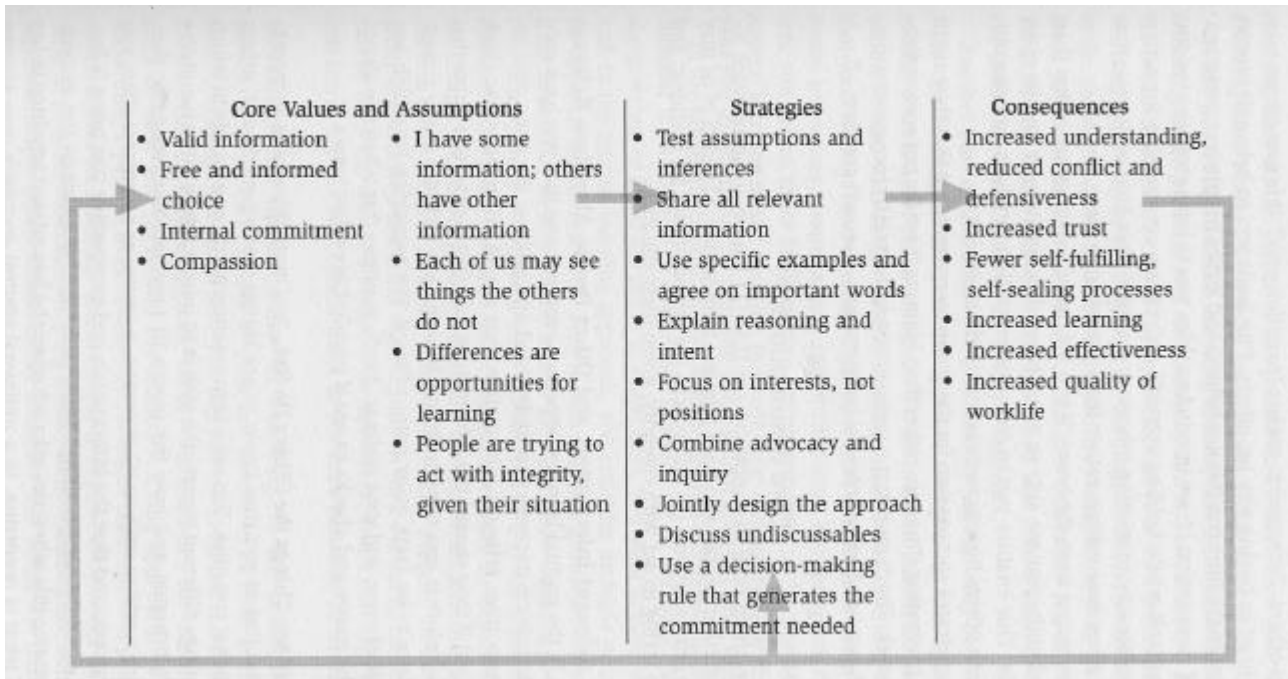 Core Values and Assumptions
• Valid information
• Free and informed
choice
• Internal commitment
• Compassion
• I have some
information; others
have other
information
• Each of us may see
things the others
do not
• Differences are
opportunities for
learning
• People are trying to
act with integrity,
given their situation
Strategies
• Test assumptions and
inferences
• Share all relevant
information
• Use specific examples and
agree on important words
• Explain reasoning and
intent
• Focus on interests, not
positions
• Combine advocacy and
inquiry
• Jointly design the approach
• Discuss undiscussables
• Use a decision-making
rule that generates the
commitment needed
Consequences
• Increased understanding,
reduced conflict and
defensiveness
• Increased trust
• Fewer self-fulfilling,
self-sealing processes
• Increased learning
• Increased effectiveness
• Increased quality of
worklife